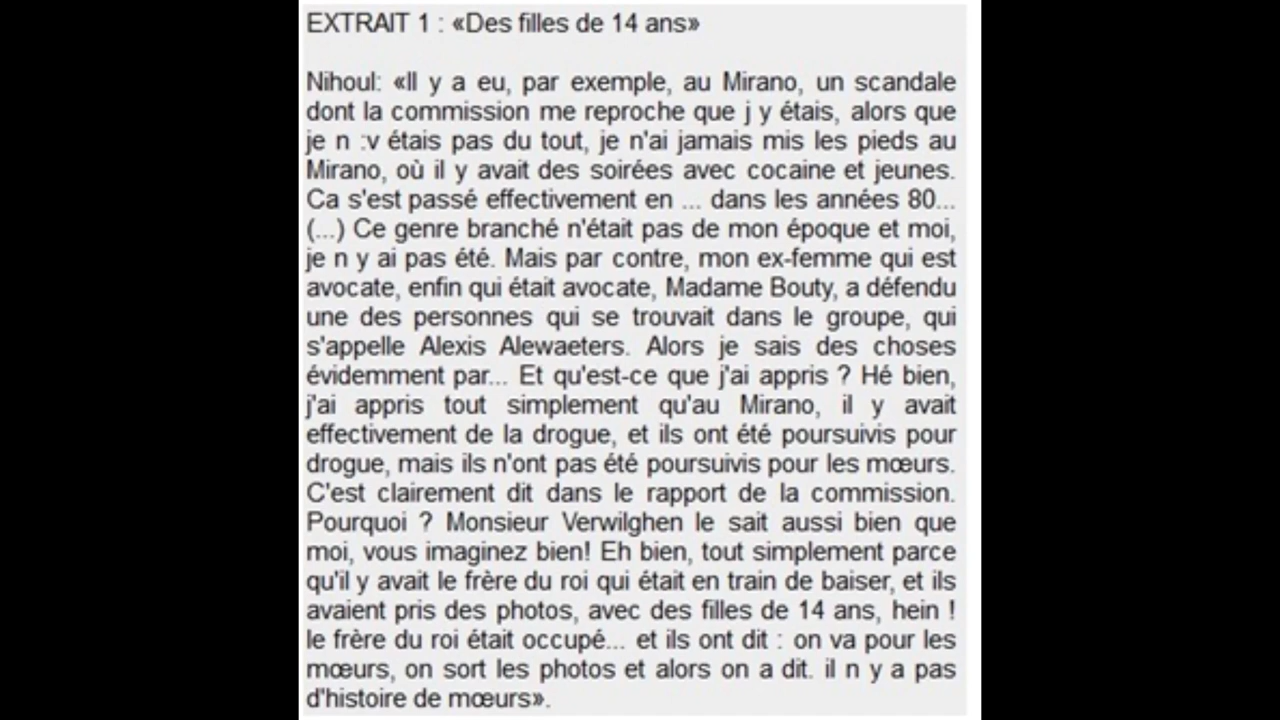 EXTRAIT 1 : «Des filles de 14 ans»
Nihoul: «Il y a eu, par exemple, au Mirano, un scandale
dont la commission me reproche que j y étais, alors que
je n :v étais pas du tout, je n'ai jamais mis les pieds au
Mirano, où il y avait des soirées avec cocaine et jeunes.
Ca s'est passé effectivement en ... dans les années 80...
(...) Ce genre branché n'était pas de mon époque et moi,
je n y ai pas été. Mais par contre, mon ex-femme qui est
avocate, enfin qui était avocate, Madame Bouty, a défendu
une des personnes qui se trouvait dans le groupe, qui
s'appelle Alexis Alewaeters. Alors je sais des choses
évidemment par... Et qu'est-ce que j'ai appris ? Hé bien,
j'ai appris tout simplement qu'au Mirano, il y avait
effectivement de la drogue, et ils ont été poursuivis pour
drogue, mais ils n'ont pas été poursuivis pour les mœurs.
C'est clairement dit dans le rapport de la commission.
Pourquoi ? Monsieur Verwilghen le sait aussi bien que
moi, vous imaginez bien! Eh bien, tout simplement parce
qu'il y avait le frère du roi qui était en train de baiser, et ils
avaient pris des photos, avec des filles de 14 ans, hein !
le frère du roi était occupé... et ils ont dit : on va pour les
mœurs, on sort les photos et alors on a dit. il n y a pas
d'histoire de mœurs».